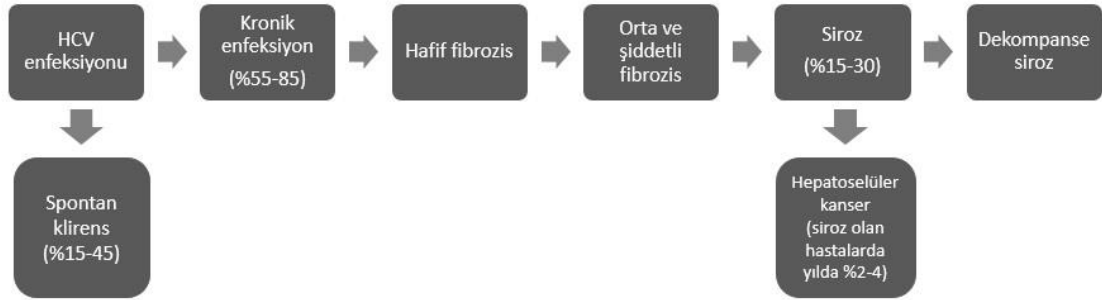 HCV
enfeksiyonu
Kronik
enfeksiyon
(%55-85)
Hafif fibrozis
Orta ve
şiddetli
fibrozis
Siroz
(%15-30)
Dekompanse
siroz
Spontan
klirens
(%15-45)
Hepatoselüler
kanser
(siroz olan
hastalarda
yılda %2-4)